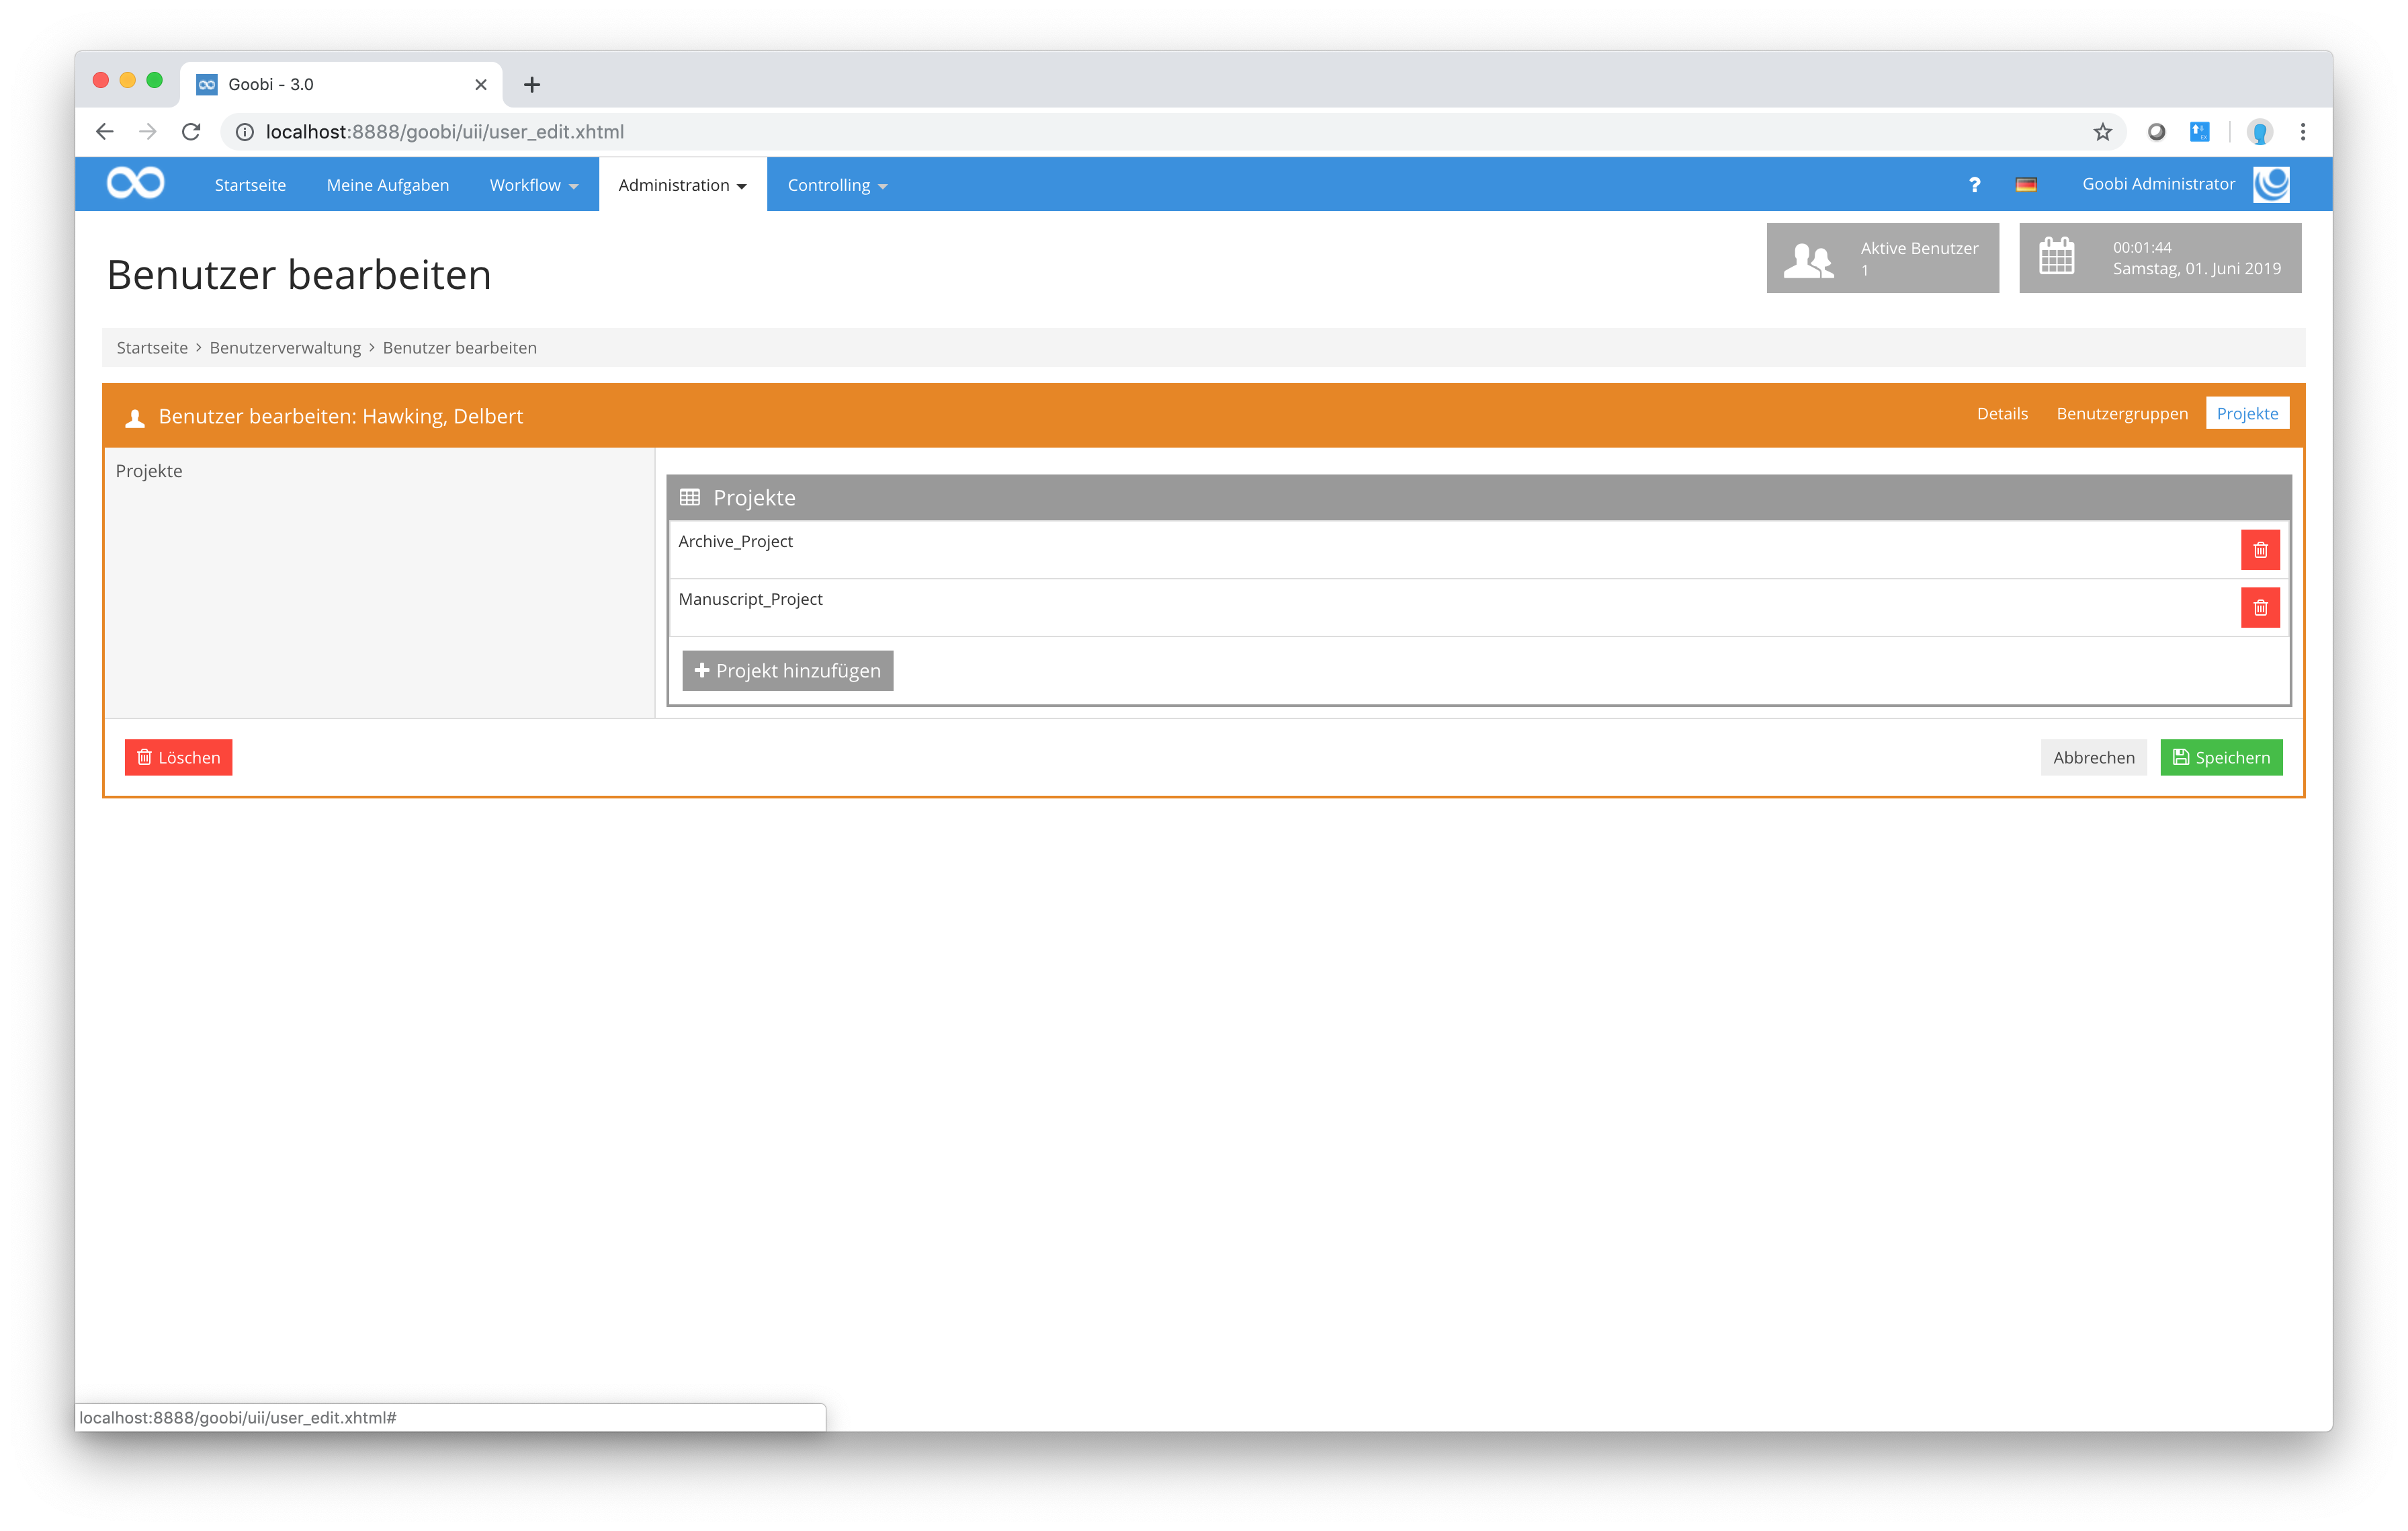 Goobi - 3.0
localhost:8888/goobi/uii/user_edit.xhtml
Startseite Meine Aufgaben Workflow Administration Controlling ? Goobi Administrator
Benutzer bearbeiten
Aktive Benutzer
1
00:01:44
Samstag, 01. Juni 2019
Startseite > Benutzerverwaltung > Benutzer bearbeiten
Benutzer bearbeiten: Hawking, Delbert
Details Benutzergruppen Projekte
Projekte
Projekte
Archive_Project
Manuscript_Project
Projekt hinzufügen
Löschen
Abbrechen Speichern
localhost:8888/goobi/uii/user_edit.xhtml#